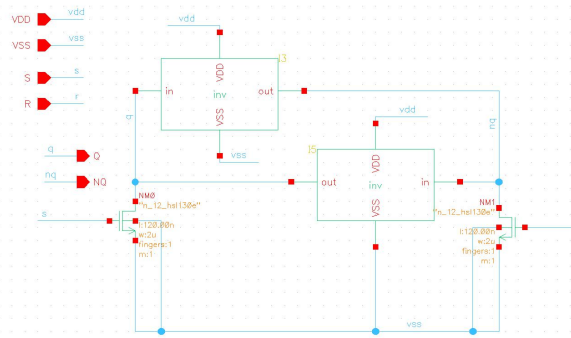 VDD vdd
VSS vss
S s
R r
q Q
nq NQ
vdd
I3
VDD
in inv out
VSS
vss
q
nq
vdd
I5
VDD
out inv in
VSS
NM0
"n_12_hsl130e"
l:120.00n
w:2u
fingers:1
m:1
s
NM1
"n_12_hsl130e"
l:120.00n
w:2u
fingers:1
m:1
vss